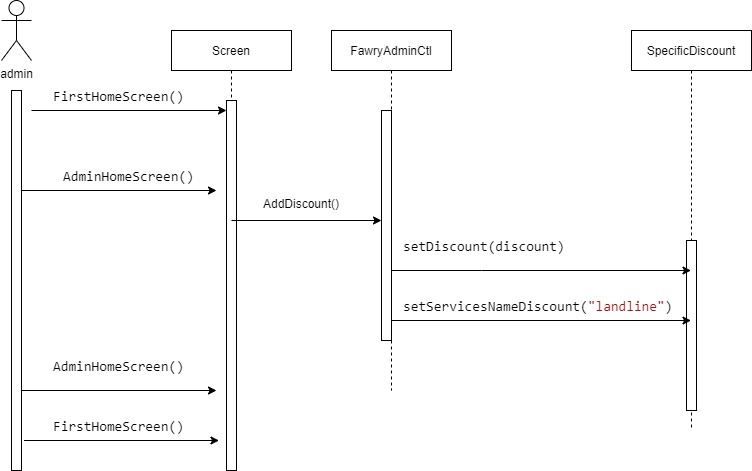 admin
Screen
FawryAdminCtl
SpecificDiscount
FirstHomeScreen()
AdminHomeScreen()
AddDiscount()
setDiscount(discount)
setServicesNameDiscount("landline")
AdminHomeScreen()
FirstHomeScreen()